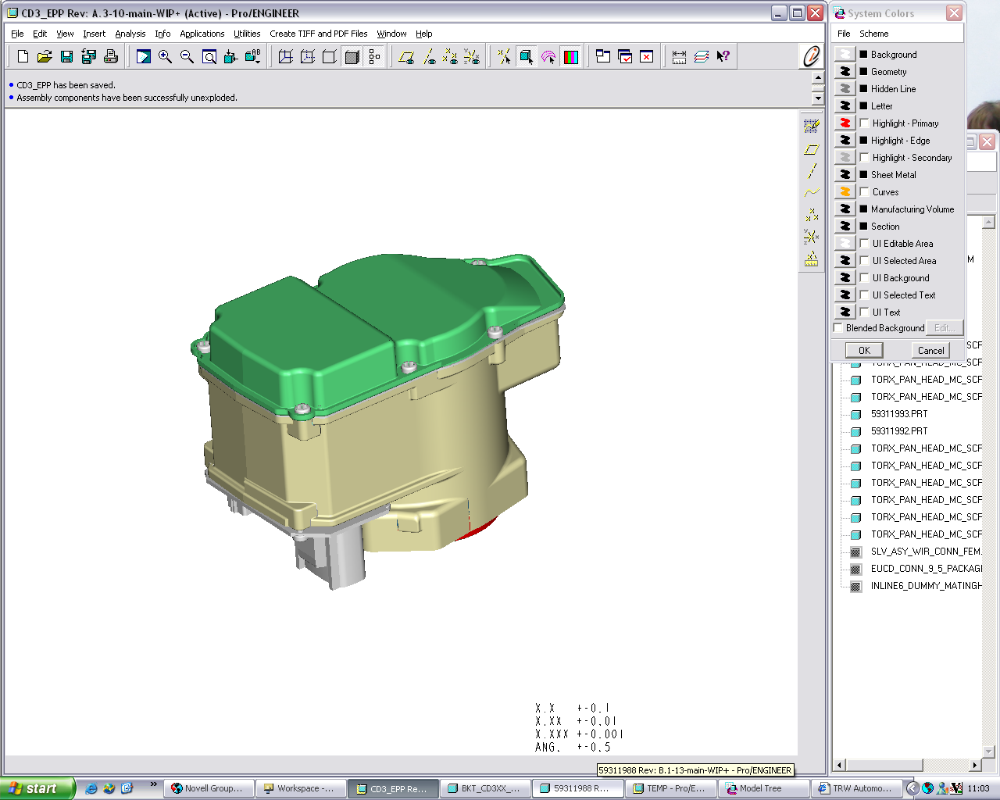 CD3_EPP Rev: A.3-10-main-WIP+ (Active) - Pro/ENGINEER
File Edit View Insert Analysis Info Applications Utilities Create TIFF and PDF Files Window Help
CD3_EPP has been saved.
Assembly components have been successfully unexploded.
X.X +-0.1
X.XX +-0.01
X.XXX +-0.001
ANG. +-0.5
System Colors
File Scheme
Background
Geometry
Hidden Line
Letter
Highlight - Primary
Highlight - Edge
Highlight - Secondary
Sheet Metal
Curves
Manufacturing Volume
Section
UI Editable Area
UI Selected Area
UI Background
UI Selected Text
UI Text
Blended Background Edit...
OK Cancel
M
SCF
TORX_PAN_HEAD_MC_SCF
TORX_PAN_HEAD_MC_SCF
TORX_PAN_HEAD_MC_SCF
59311993.PRT
59311992.PRT
TORX_PAN_HEAD_MC_SCF
TORX_PAN_HEAD_MC_SCF
TORX_PAN_HEAD_MC_SCF
TORX_PAN_HEAD_MC_SCF
TORX_PAN_HEAD_MC_SCF
TORX_PAN_HEAD_MC_SCF
SLV_ASY_WIR_CONN_FEM.
EUCD_CONN_9_5_PACKAGI
INLINE6_DUMMY_MATINGH
59311988 Rev: B.1-13-main-WIP+ - Pro/ENGINEER
start
Novell Group...
Workspace -...
CD3_EPP Re...
BKT_CD3XX_...
59311988 R...
TEMP - Pro/E...
Model Tree
TRW Automo...
11:03